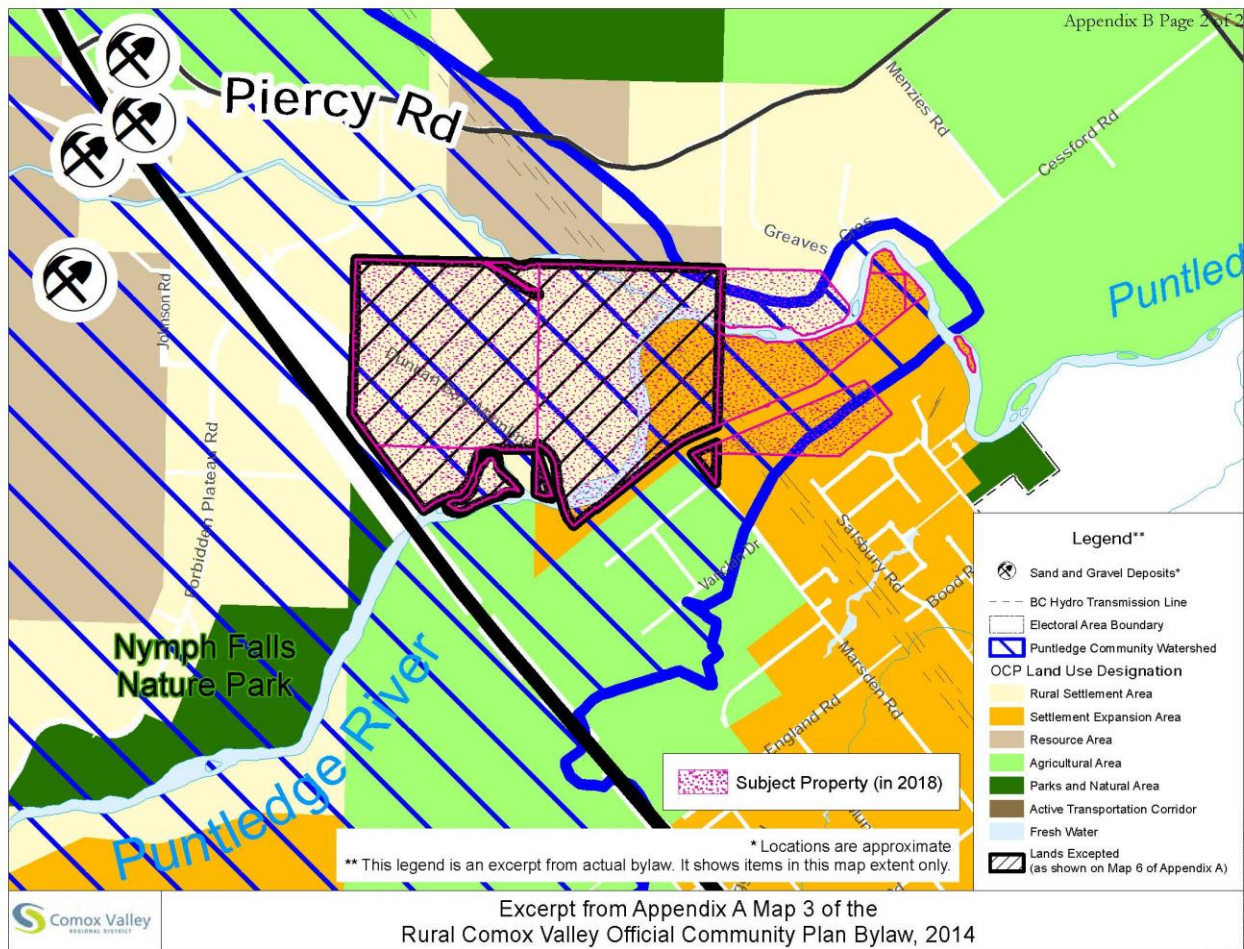 Appendix B Page 2 of 2
Piercy Rd
Menzies Rd
Cessford Rd
Greaves Cres
Johnson Rd
Forbidden Plateau Rd
Puntled
Salsbury Rd
Bood R
Vanclan Dr
Marsden Rd
England Rd
Nymph Falls
Nature Park
Puntledge River
Subject Property (in 2018)
* Locations are approximate
** This legend is an excerpt from actual bylaw. It shows items in this map extent only.
Legend**
Sand and Gravel Deposits*
BC Hydro Transmission Line
Electoral Area Boundary
Puntledge Community Watershed
OCP Land Use Designation
Rural Settlement Area
Settlement Expansion Area
Resource Area
Agricultural Area
Parks and Natural Area
Active Transportation Corridor
Fresh Water
Lands Excepted
(as shown on Map 6 of Appendix A)
Comox Valley
REGIONAL DISTRICT
Excerpt from Appendix A Map 3 of the
Rural Comox Valley Official Community Plan Bylaw, 2014